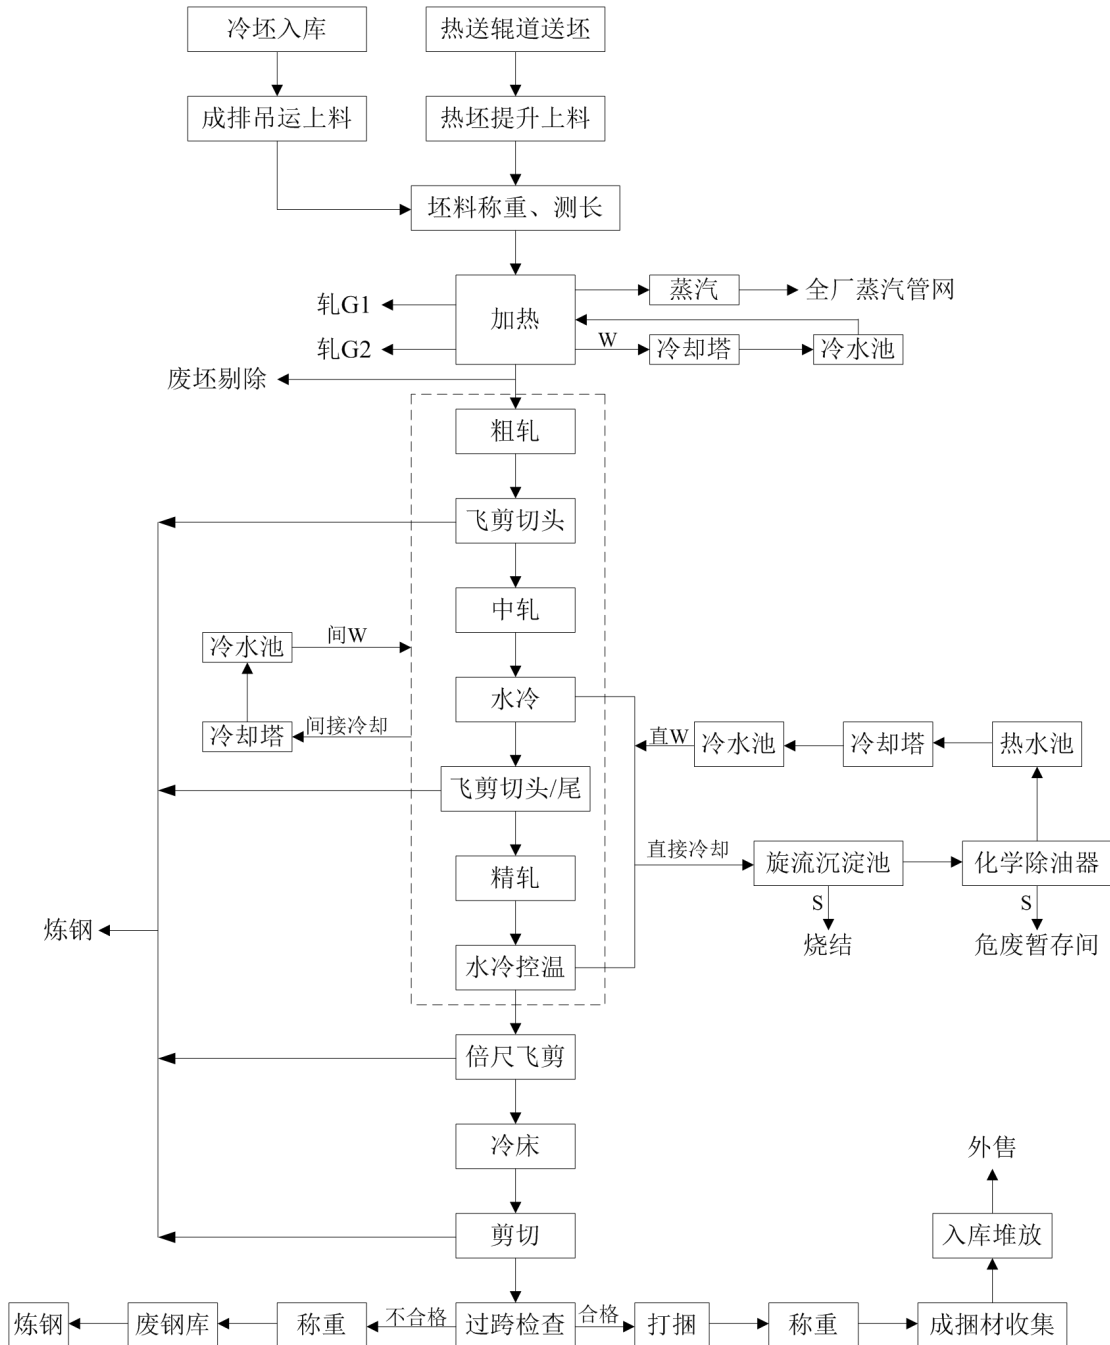 冷坯入库
热送辊道送坯
成排吊运上料
热坯提升上料
坯料称重、测长
轧G1
轧G2
加热
蒸汽
全厂蒸汽管网
W
冷却塔
冷水池
废坯剔除
粗轧
飞剪切头
中轧
冷水池
间W
水冷
冷却塔
间接冷却
直W
冷水池
冷却塔
热水池
飞剪切头/尾
直接冷却
旋流沉淀池
化学除油器
精轧
S
S
炼钢
烧结
危废暂存间
水冷控温
倍尺飞剪
冷床
外售
剪切
入库堆放
炼钢
废钢库
称重
不合格
过跨检查
合格
打捆
称重
成捆材收集